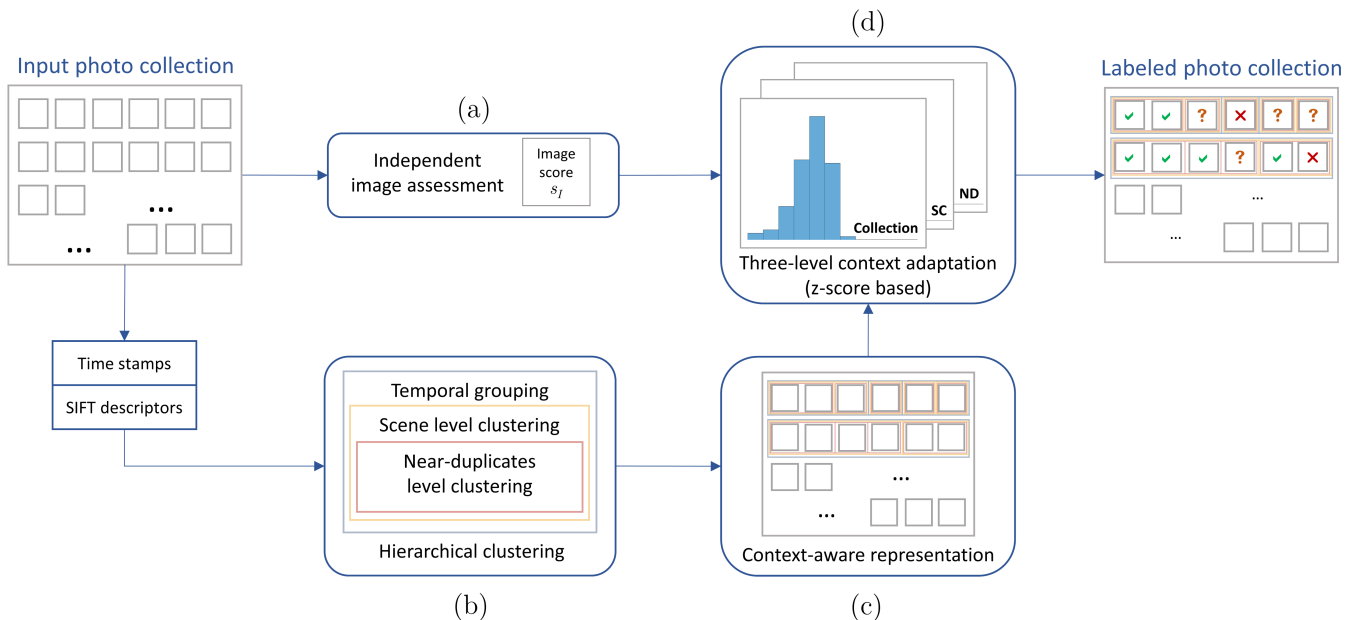 (d)
Input photo collection
Labeled photo collection
(a)
Independent
image assessment
Image
score
s_I
ND
SC
Collection
Three-level context adaptation
(z-score based)
...
...
...
...
Time stamps
SIFT descriptors
Temporal grouping
Scene level clustering
Near-duplicates
level clustering
Hierarchical clustering
...
...
Context-aware representation
(b)
(c)